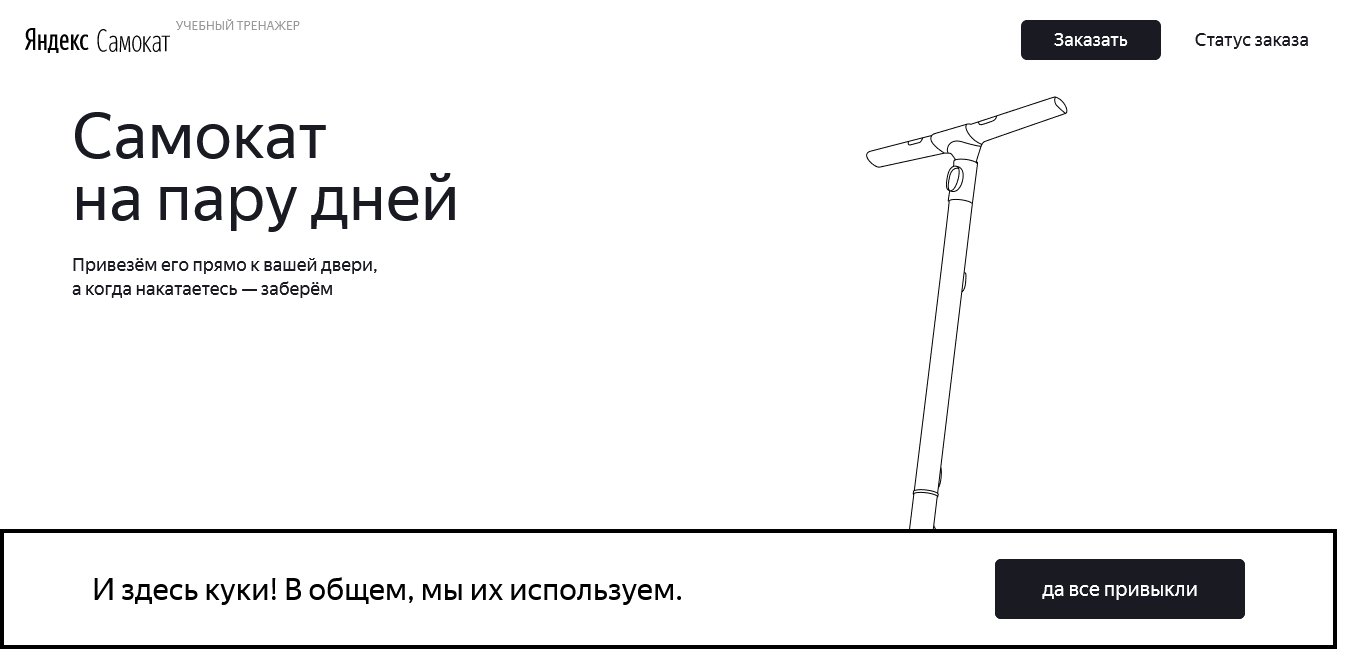 Яндекс Самокат
УЧЕБНЫЙ ТРЕНАЖЕР
Заказать
Статус заказа
Самокат
на пару дней
Привезём его прямо к вашей двери,
а когда накатаетесь — заберём
И здесь куки! В общем, мы их используем.
да все привыкли